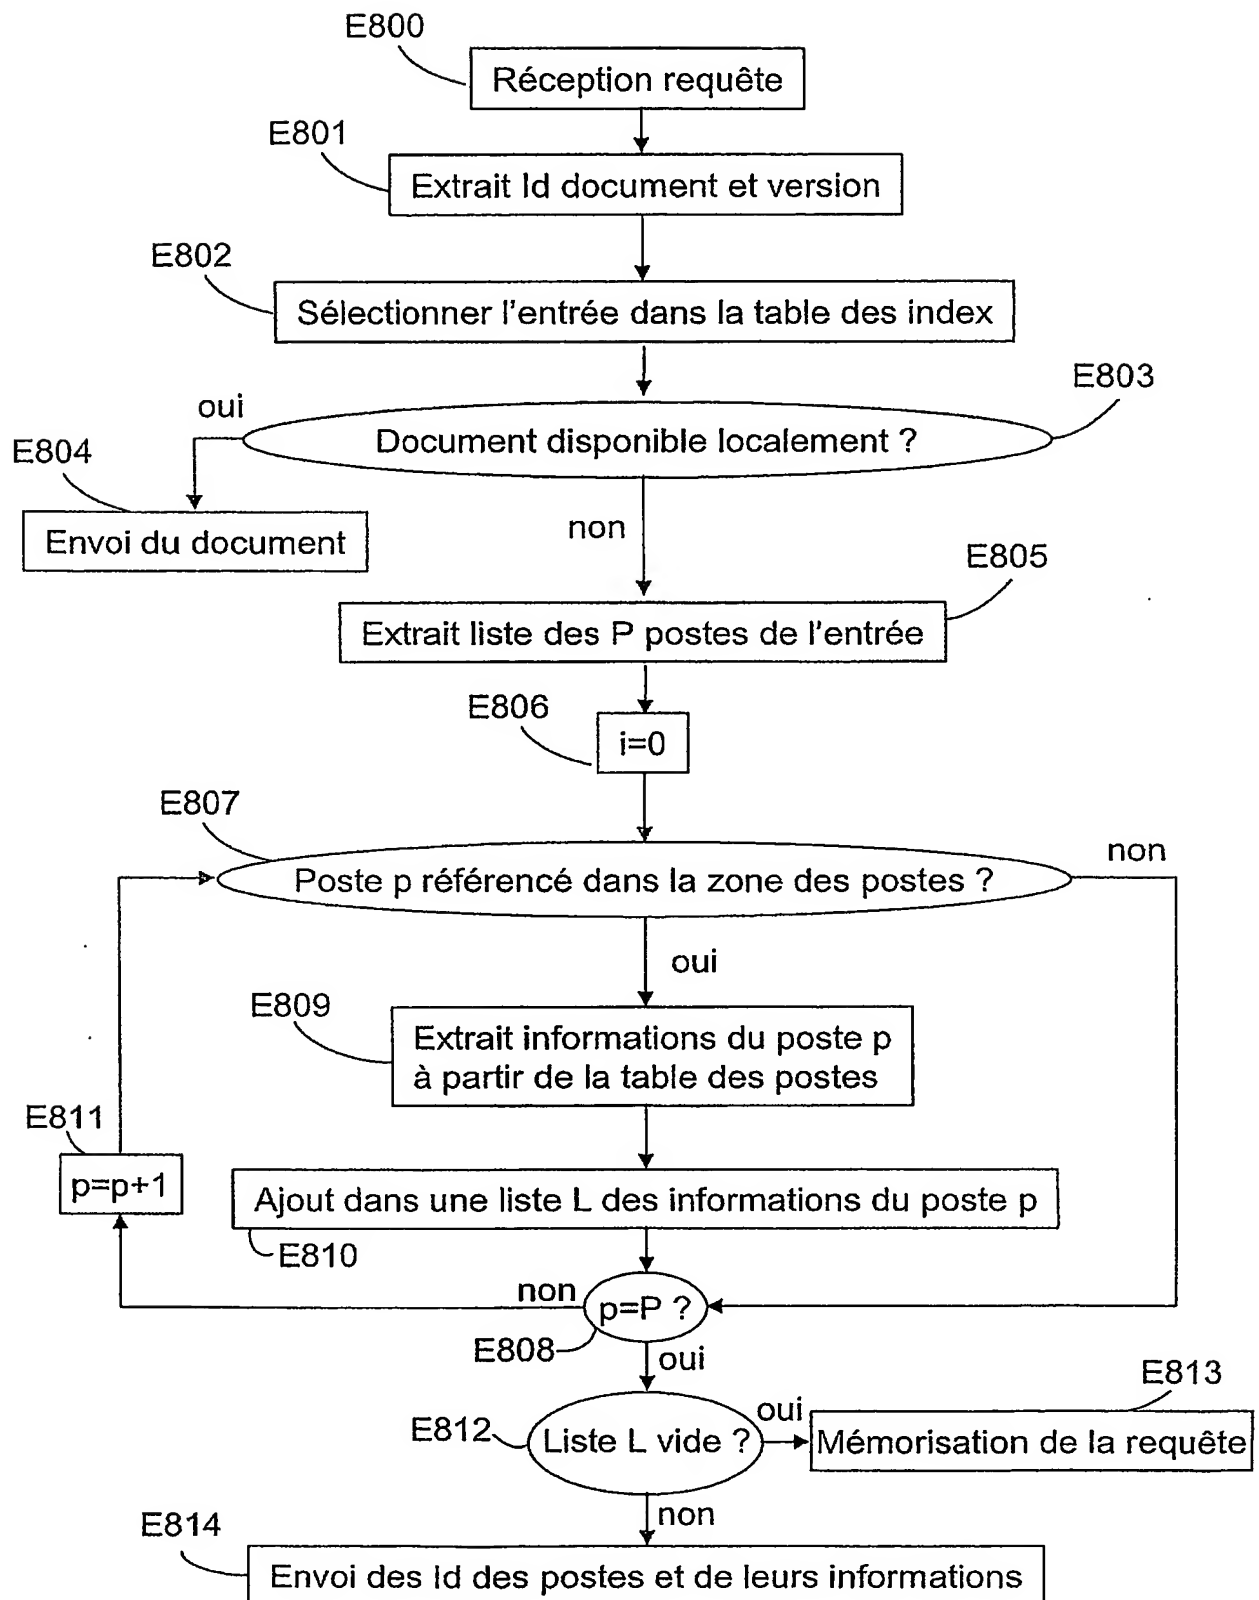 E800
Réception requête
E801
Extrait Id document et version
E802
Sélectionner l'entrée dans la table des index
E803
oui
Document disponible localement ?
E804
Envoi du document
non
E805
Extrait liste des P postes de l'entrée
E806
i=0
E807
non
Poste p référencé dans la zone des postes ?
oui
E809
Extrait informations du poste p
à partir de la table des postes
E811
p=p+1
Ajout dans une liste L des informations du poste p
E810
non
p=P ?
E808
oui
E813
E812
Liste L vide ?
oui
Mémorisation de la requête
non
E814
Envoi des Id des postes et de leurs informations